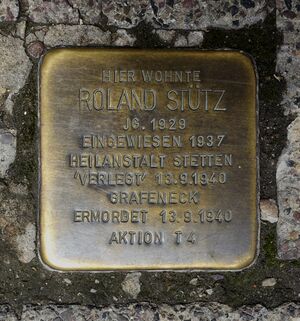 HIER WOHNTE
ROLAND STÜTZ
JG. 1929
EINGEWIESEN 1937
HEILANSTALT STETTEN
'VERLEGT' 13.9.1940
GRAFENECK
ERMORDET 13.9.1940
AKTION T4